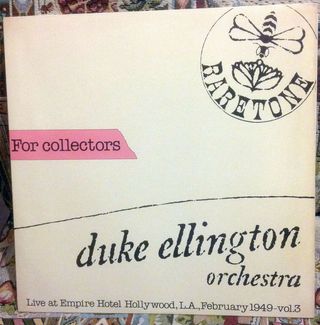 RARETONE
For collectors
duke ellington
orchestra
Live at Empire Hotel Hollywood, L.A., February 1949-vol.3